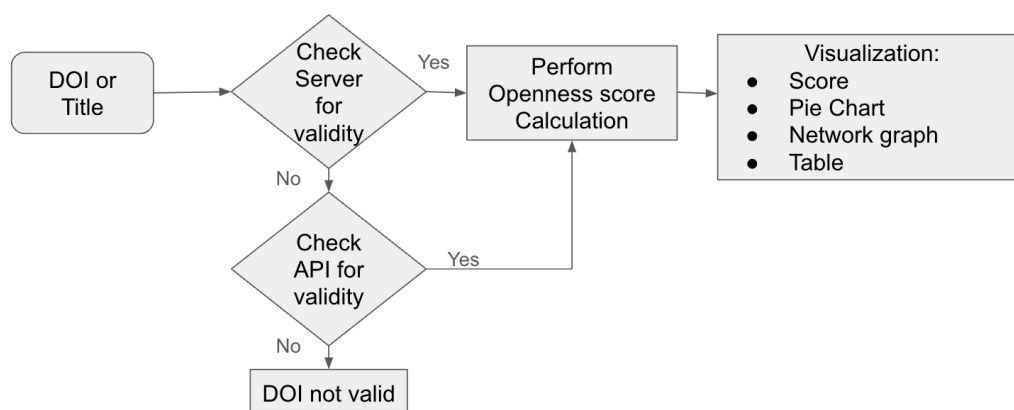 DOI or
Title
Check
Server
for
validity
Yes
Perform
Openness score
Calculation
Visualization:
● Score
● Pie Chart
● Network graph
● Table
No
Check
API for
validity
Yes
No
DOI not valid